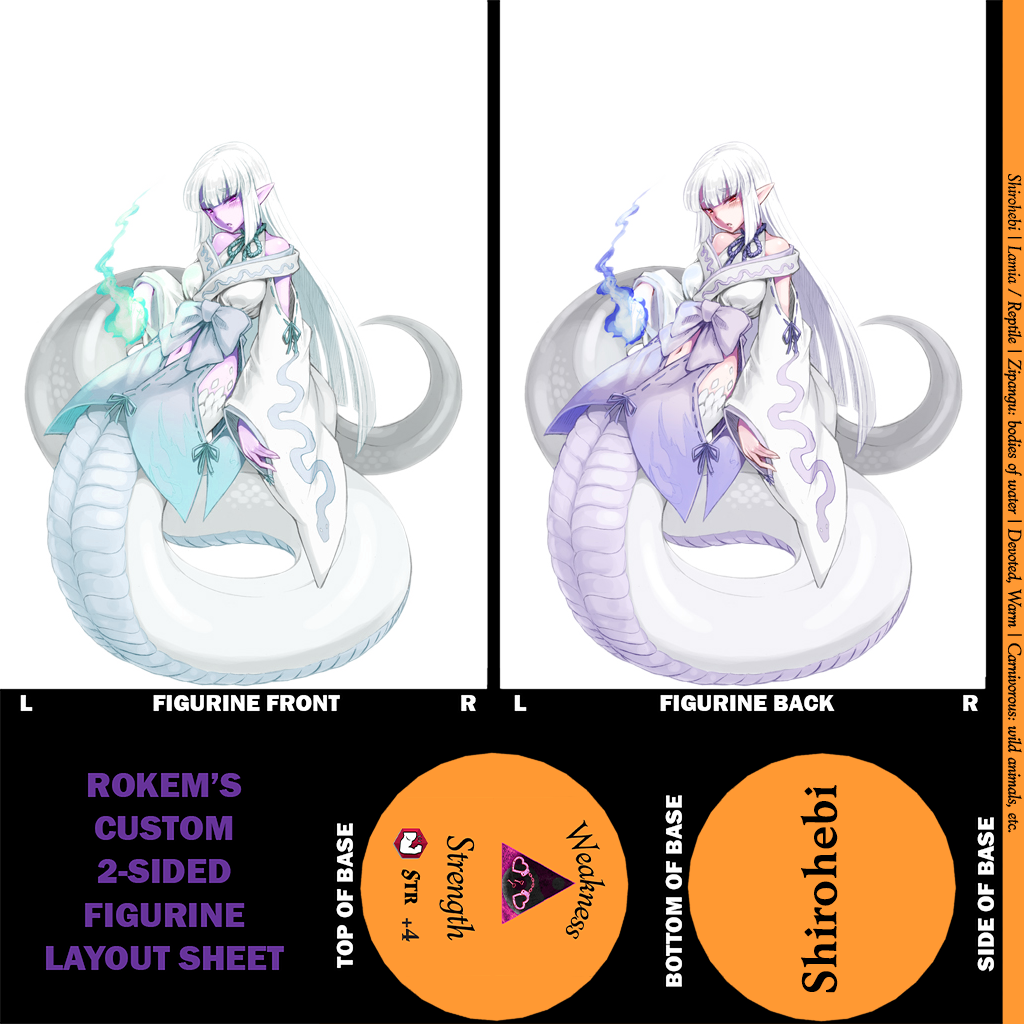 L
FIGURINE FRONT
R
L
FIGURINE BACK
R
Shirohebi | Lamia / Reptile | Zipangu: bodies of water | Devoted, Warm | Carnivorous: wild animals, etc.
ROKEM'S
CUSTOM
2-SIDED
FIGURINE
LAYOUT SHEET
TOP OF BASE
Weakness
Strength
STR +4
BOTTOM OF BASE
Shirohebi
SIDE OF BASE